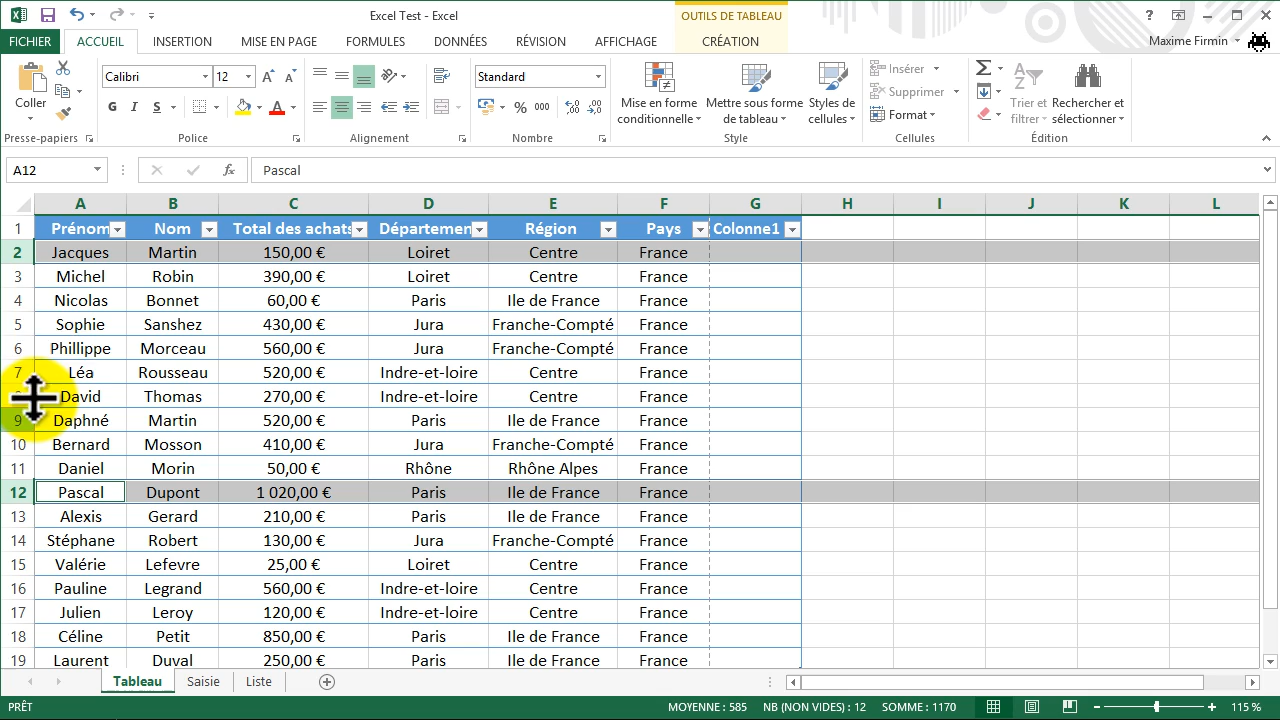 Excel Test - Excel
OUTILS DE TABLEAU
?
FICHIER ACCUEIL INSERTION MISE EN PAGE FORMULES DONNÉES RÉVISION AFFICHAGE CRÉATION Maxime Firmin
Calibri 12 A A Standard Insérer Σ
Coller G I S A % 000 Mise en forme conditionnelle Mettre sous forme de tableau Styles de cellules Supprimer Format Trier et filtrer Rechercher et sélectionner
Presse-papiers Police Alignement Nombre Style Cellules Édition
A12 fx Pascal
A B C D E F G H I J K L
1 Prénom Nom Total des achats Départemen Région Pays Colonne1
2 Jacques Martin 150,00 € Loiret Centre France
3 Michel Robin 390,00 € Loiret Centre France
4 Nicolas Bonnet 60,00 € Paris Ile de France France
5 Sophie Sanshez 430,00 € Jura Franche-Compté France
6 Phillippe Morceau 560,00 € Jura Franche-Compté France
7 Léa Rousseau 520,00 € Indre-et-loire Centre France
8 David Thomas 270,00 € Indre-et-loire Centre France
9 Daphné Martin 520,00 € Paris Ile de France France
10 Bernard Mosson 410,00 € Jura Franche-Compté France
11 Daniel Morin 50,00 € Rhône Rhône Alpes France
12 Pascal Dupont 1 020,00 € Paris Ile de France France
13 Alexis Gerard 210,00 € Paris Ile de France France
14 Stéphane Robert 130,00 € Jura Franche-Compté France
15 Valérie Lefevre 25,00 € Loiret Centre France
16 Pauline Legrand 560,00 € Indre-et-loire Centre France
17 Julien Leroy 120,00 € Indre-et-loire Centre France
18 Céline Petit 850,00 € Paris Ile de France France
19 Laurent Duval 250,00 € Paris Ile de France France
Tableau Saisie Liste
PRÊT MOYENNE : 585 NB (NON VIDES) : 12 SOMME : 1170 115 %